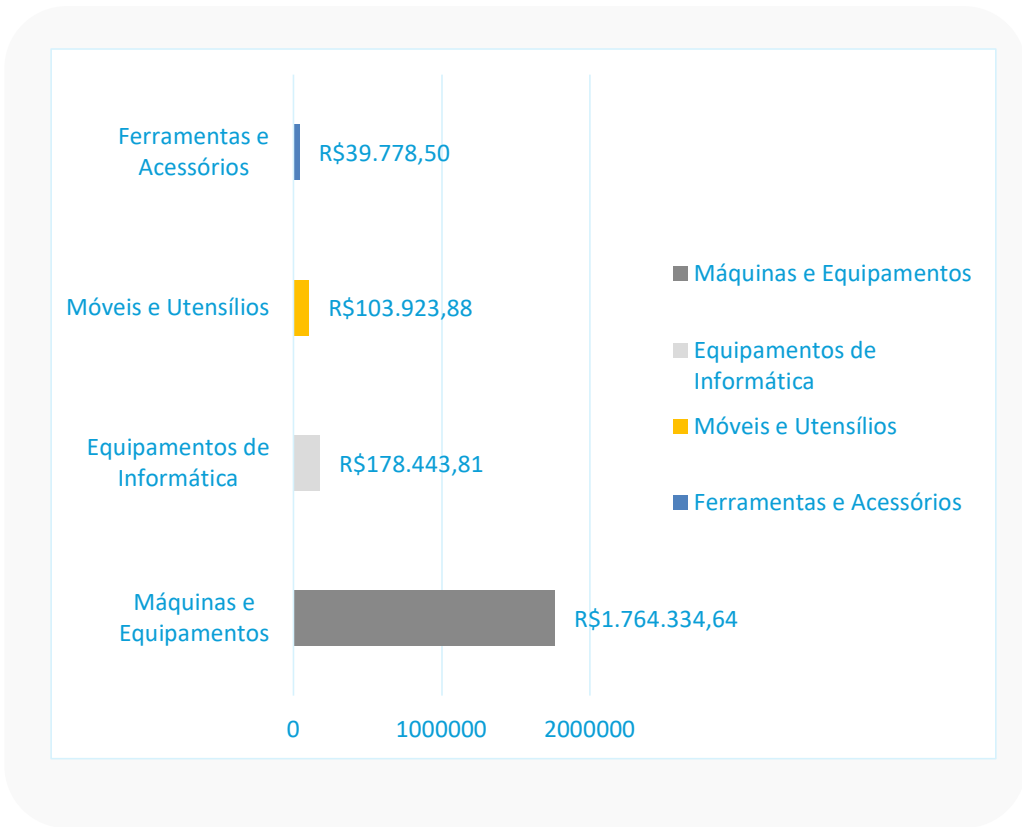 Ferramentas e
Acessórios
R$39.778,50
Móveis e Utensílios
R$103.923,88
Equipamentos de
Informática
R$178.443,81
Máquinas e
Equipamentos
R$1.764.334,64
0
1000000
2000000
Máquinas e Equipamentos
Equipamentos de
Informática
Móveis e Utensílios
Ferramentas e Acessórios